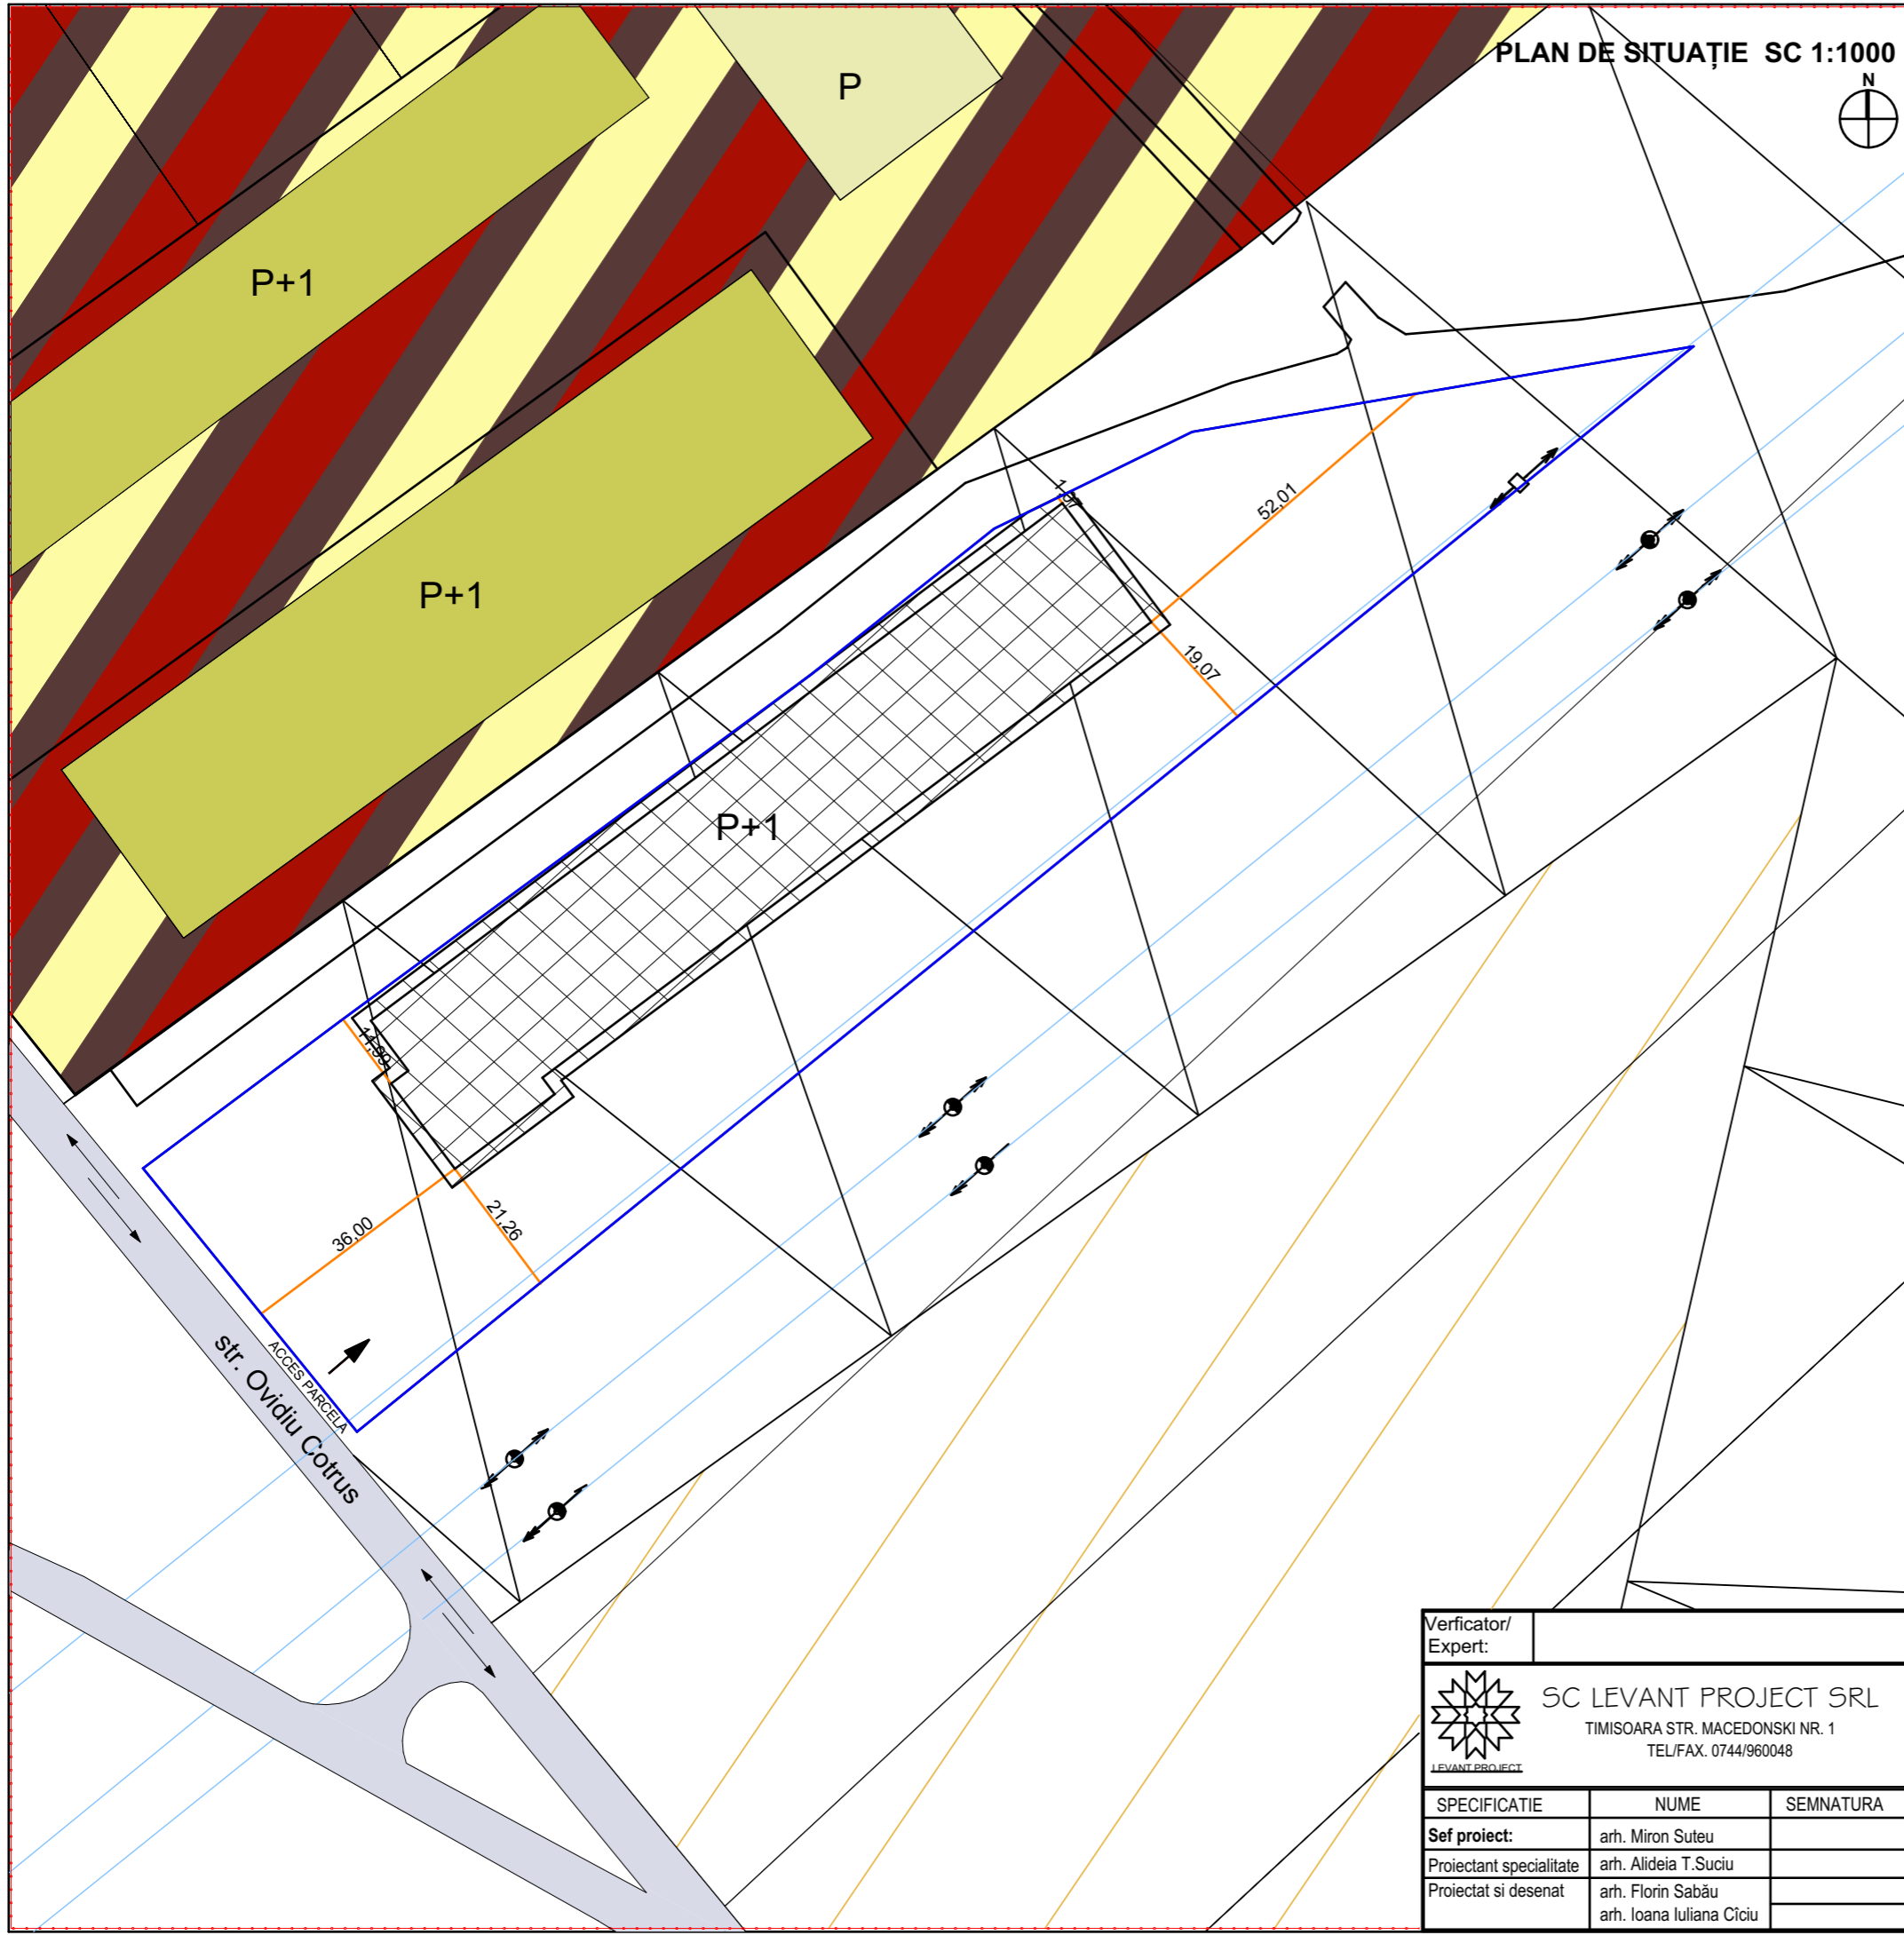 PLAN DE SITUAȚIE SC 1:1000
N
P
P+1
P+1
P+1
52,01
19,07
11,99
36,00
21,26
ACCES PARCELA
str. Ovidiu Cotrus
Verficator/
Expert:
SC LEVANT PROJECT SRL
TIMISOARA STR. MACEDONSKI NR. 1
TEL/FAX. 0744/960048
LEVANT PROJECT
SPECIFICATIE NUME SEMNATURA
Sef proiect: arh. Miron Suteu
Proiectant specialitate arh. Alideia T.Suciu
Proiectat si desenat arh. Florin Sabău
arh. Ioana Iuliana Cîciu